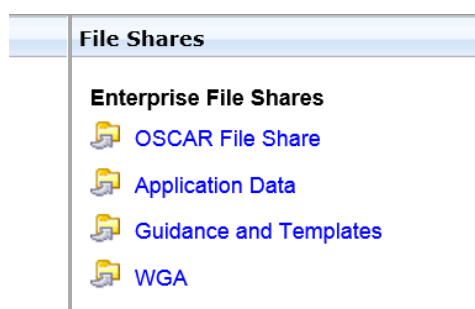 File Shares
Enterprise File Shares
OSCAR File Share
Application Data
Guidance and Templates
WGA